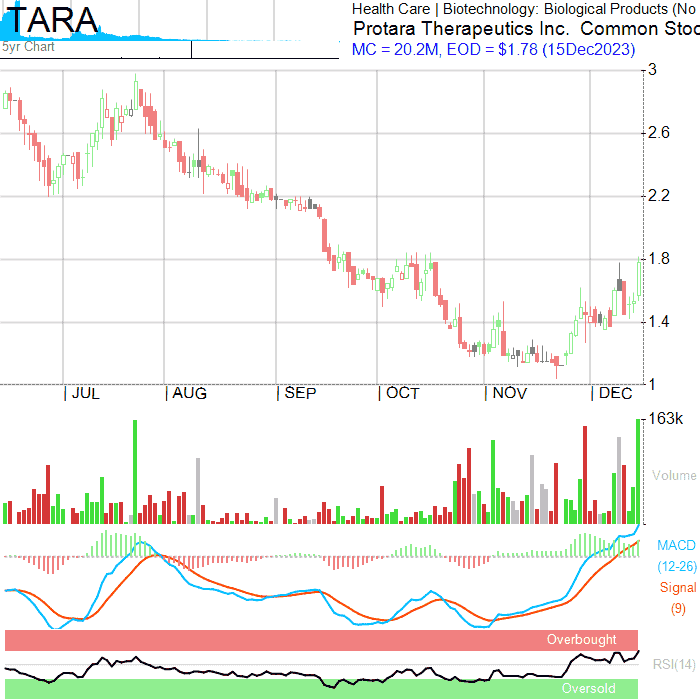 TARA
5yr Chart
Health Care | Biotechnology: Biological Products (No
Protara Therapeutics Inc. Common Stoc
MC = 20.2M, EOD = $1.78 (15Dec2023)
3
2.6
2.2
1.8
1.4
1
JUL
AUG
SEP
OCT
NOV
DEC
163k
Volume
MACD
(12-26)
Signal
(9)
Overbought
RSI(14)
Oversold